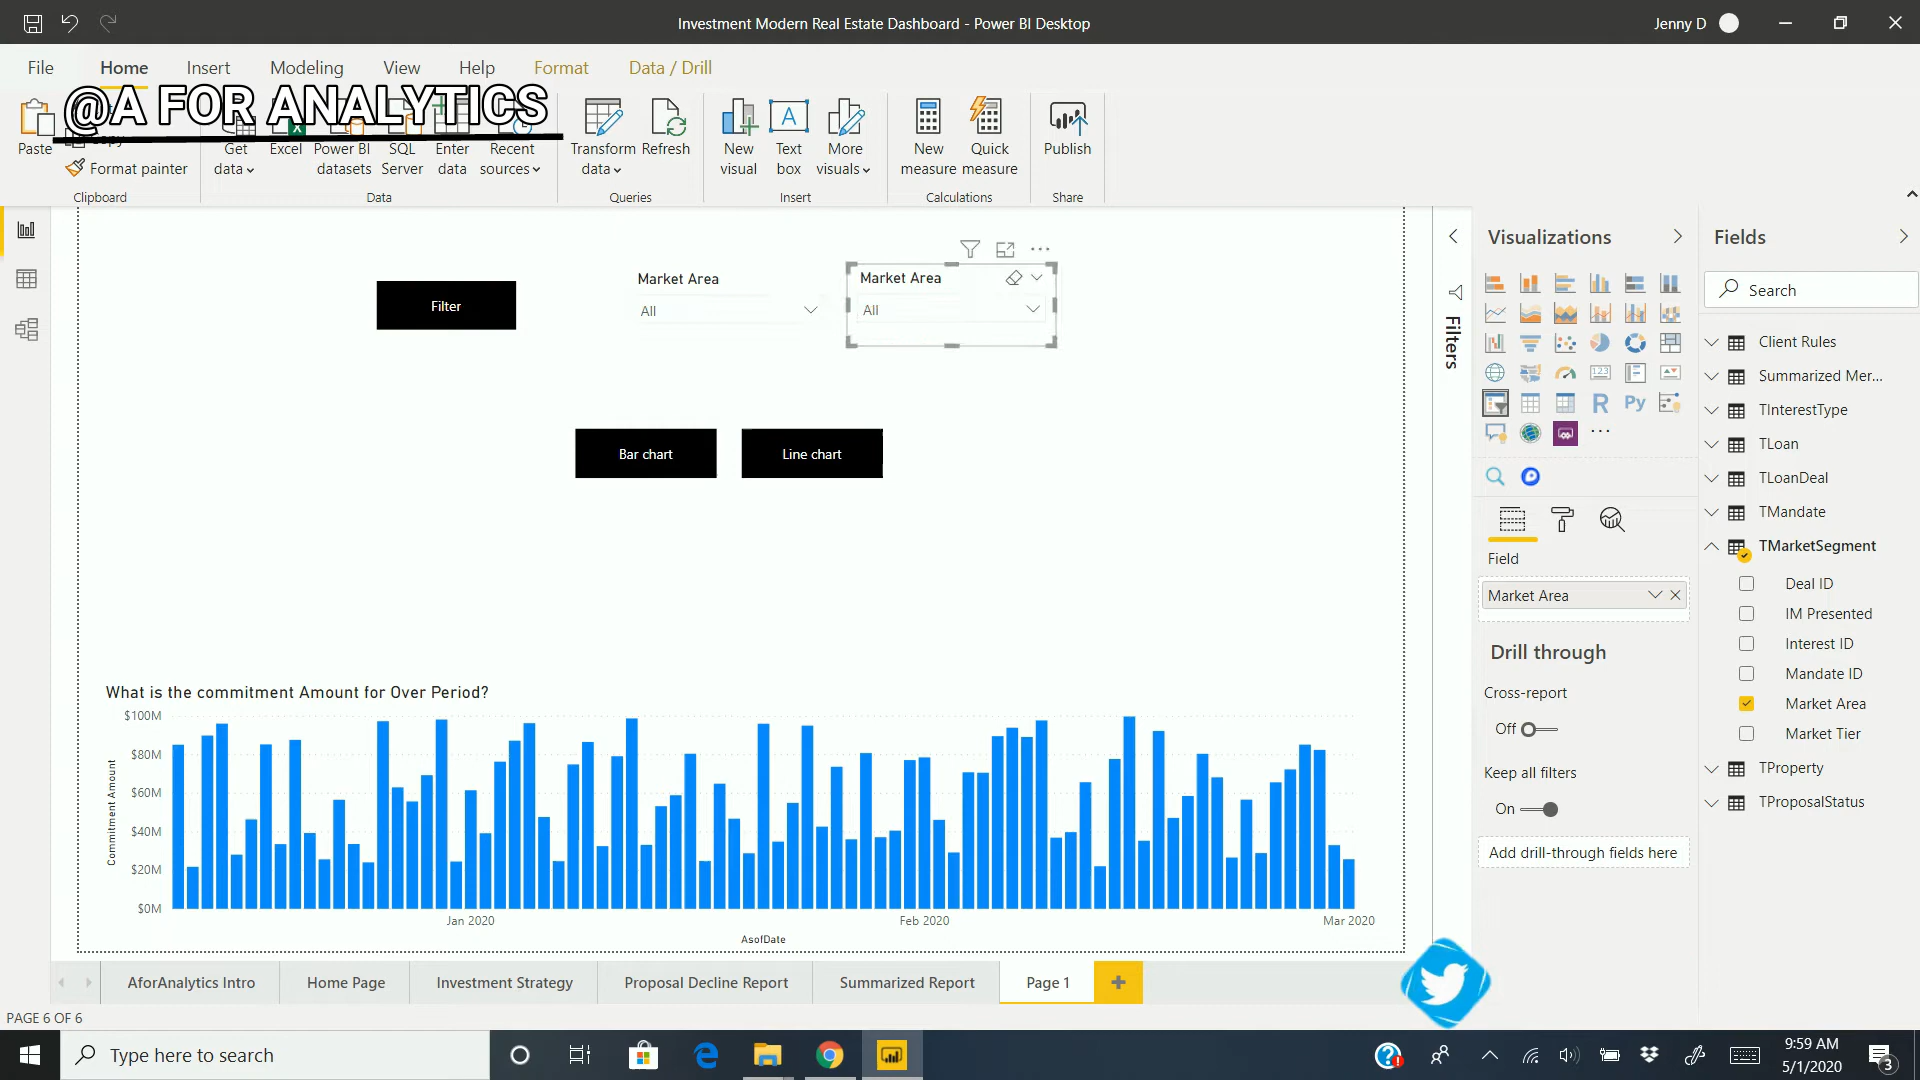 Investment Modern Real Estate Dashboard - Power BI Desktop
Jenny D
File
Home
Insert
Modeling
View
Help
Format
Data / Drill
@A FOR ANALYTICS
Paste
Format painter
Clipboard
Get
data
Excel
Power BI
datasets
SQL
Server
Enter
data
Recent
sources
Data
Transform
data
Refresh
Queries
New
visual
Text
box
More
visuals
Insert
New
measure
Quick
measure
Calculations
Publish
Share
Filter
Market Area
All
Market Area
All
Bar chart
Line chart
What is the commitment Amount for Over Period?
Commitment Amount
$100M
$80M
$60M
$40M
$20M
$0M
Jan 2020
Feb 2020
Mar 2020
AsofDate
Filters
Visualizations
123
R
Py
Field
Market Area
Drill through
Cross-report
Off
Keep all filters
On
Add drill-through fields here
Fields
Search
Client Rules
Summarized Mer...
TInterestType
TLoan
TLoanDeal
TMandate
TMarketSegment
Deal ID
IM Presented
Interest ID
Mandate ID
Market Area
Market Tier
TProperty
TProposalStatus
AforAnalytics Intro
Home Page
Investment Strategy
Proposal Decline Report
Summarized Report
Page 1
PAGE 6 OF 6
Type here to search
9:59 AM
5/1/2020
3